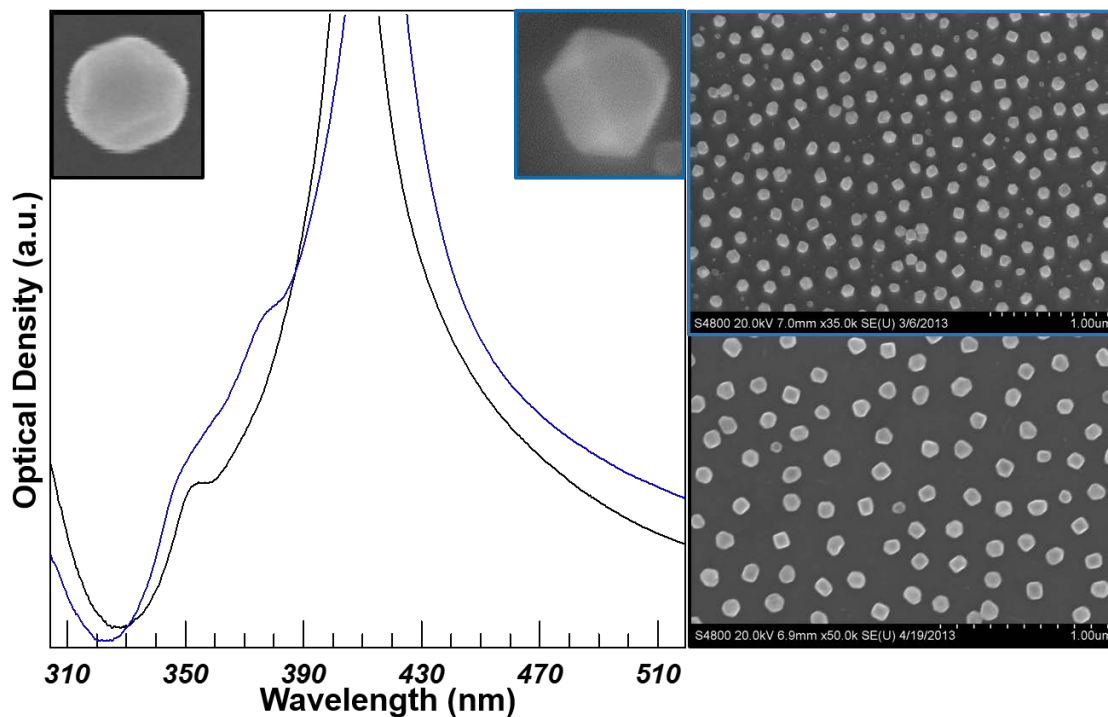 Optical Density (a.u.)
310 350 390 430 470 510
Wavelength (nm)
S4800 20.0kV 7.0mm x35.0k SE(U) 3/6/2013 1.00um
S4800 20.0kV 6.9mm x50.0k SE(U) 4/19/2013 1.00um